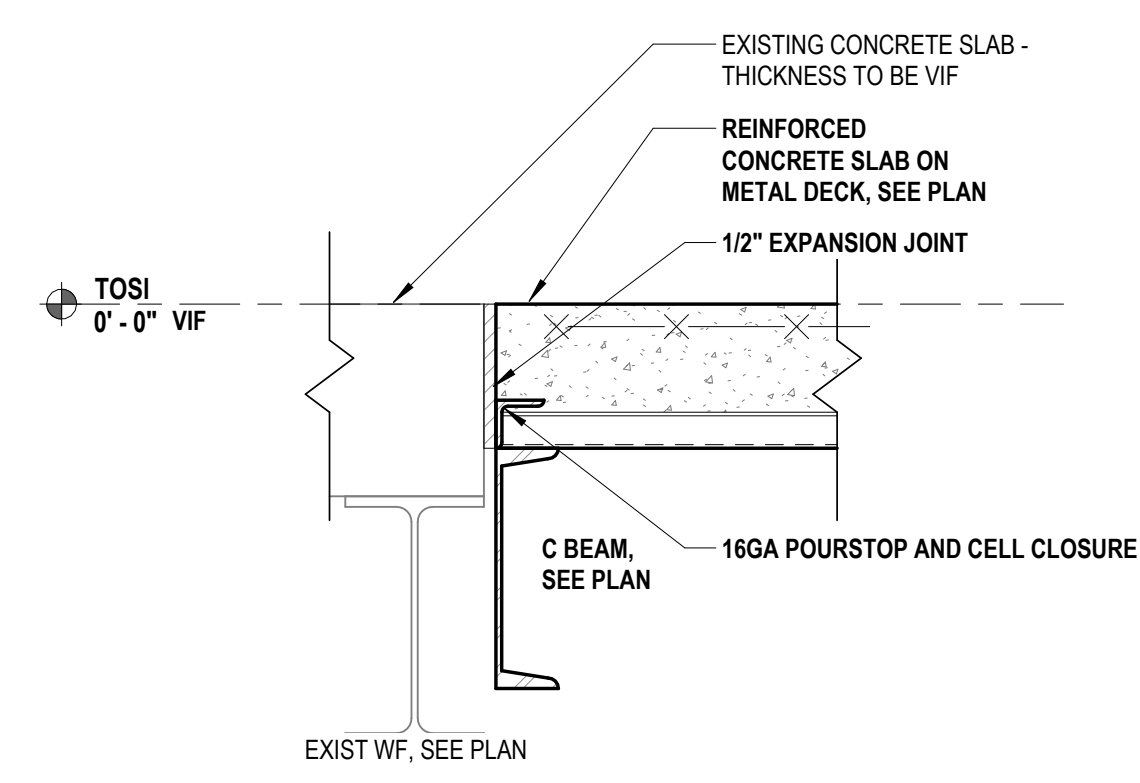 EXISTING CONCRETE SLAB -
THICKNESS TO BE VIF
REINFORCED
CONCRETE SLAB ON
METAL DECK, SEE PLAN
1/2" EXPANSION JOINT
TOSI
0' - 0" VIF
C BEAM,
SEE PLAN
16GA POURSTOP AND CELL CLOSURE
EXIST WF, SEE PLAN